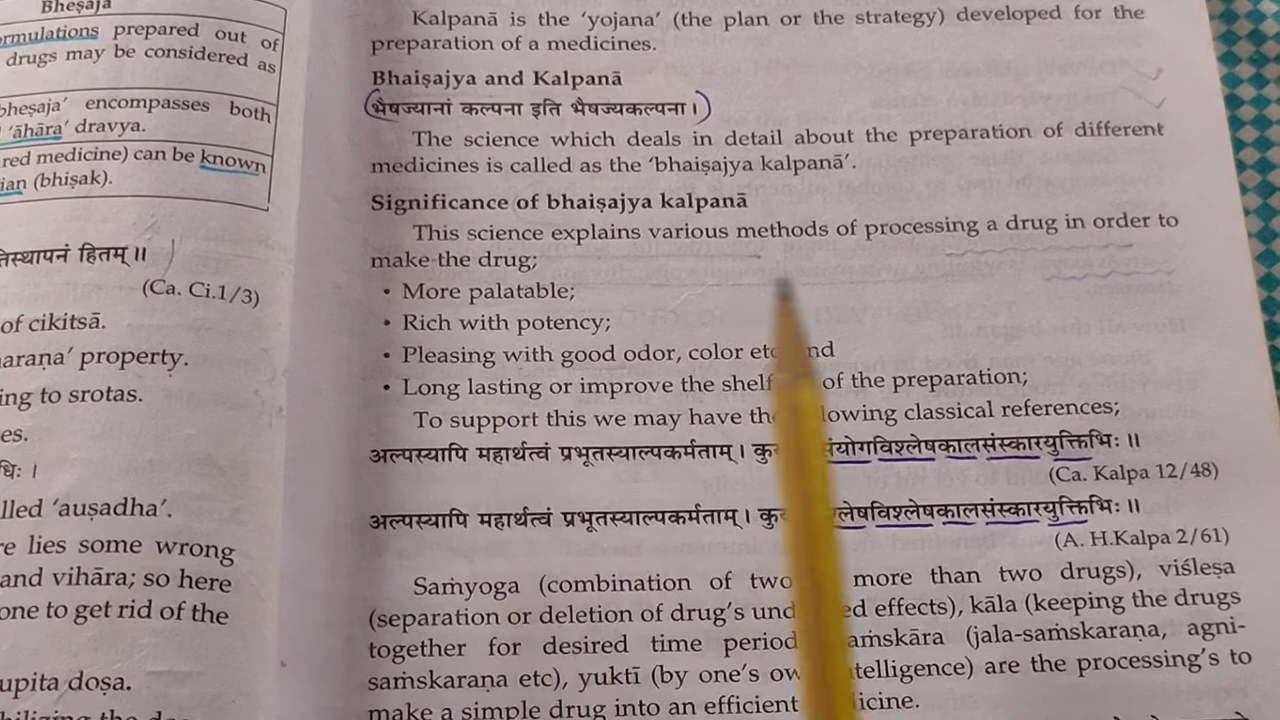 Bheṣaja
formulations prepared out of
drugs may be considered as
bheṣaja' encompasses both
'āhāra' dravya.
red medicine) can be known
ian (bhiṣak).
तिस्थापनं हितम्॥
(Ca. Ci.1/3)
of cikitsā.
property.
ing to srotas.
es.
lled 'auṣadha'.
re lies some wrong
and vihāra; so here
one to get rid of the
upita doṣa.
Kalpanā is the 'yojana' (the plan or the strategy) developed for the
preparation of a medicines.
Bhaiṣajya and Kalpanā
भैषज्यानां कल्पना इति भैषज्यकल्पना।
The science which deals in detail about the preparation of different
medicines is called as the 'bhaiṣajya kalpanā'.
Significance of bhaiṣajya kalpanā
This science explains various methods of processing a drug in order to
make the drug;
• More palatable;
• Rich with potency;
• Pleasing with good odor, color etc nd
• Long lasting or improve the shelf of the preparation;
To support this we may have the lowing classical references;
अल्पस्यापि महार्थत्वं प्रभूतस्याल्पकर्मताम्। कु संयोगविश्लेषकालसंस्कारयुक्तिभिः॥
(Ca. Kalpa 12/48)
अल्पस्यापि महार्थत्वं प्रभूतस्याल्पकर्मताम्। कु लेषविश्लेषकालसंस्कारयुक्तिभिः॥
(A. H.Kalpa 2/61)
Saṁyoga (combination of two more than two drugs), viśleṣa
(separation or deletion of drug's und ed effects), kāla (keeping the drugs
together for desired time period aṁskāra (jala-saṁskaraṇa, agni-
saṁskaraṇa etc), yuktī (by one's ow telligence) are the processing's to
make a simple drug into an efficient icine.